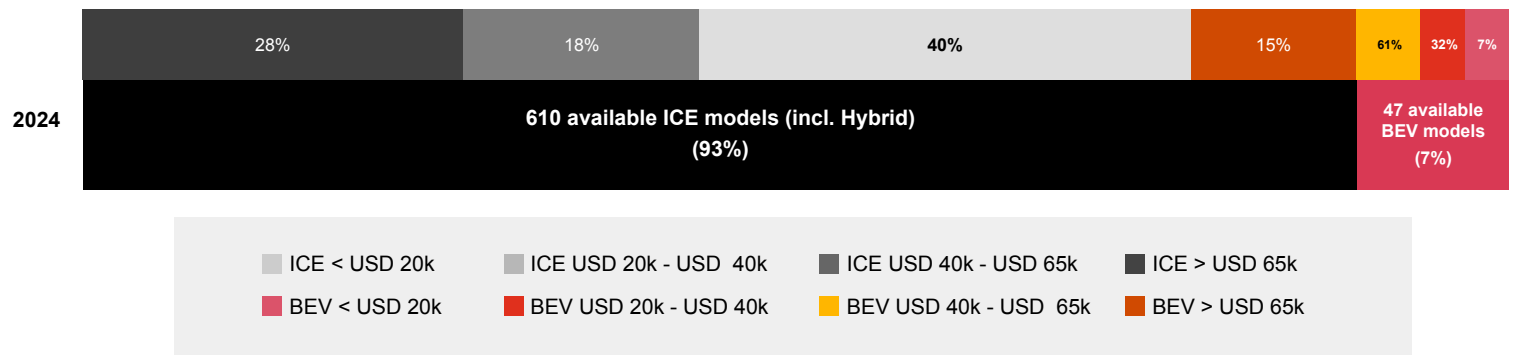 28%
18%
40%
15%
61%
32%
7%
2024
610 available ICE models (incl. Hybrid)
(93%)
47 available
BEV models
(7%)
ICE < USD 20k
ICE USD 20k - USD 40k
ICE USD 40k - USD 65k
ICE > USD 65k
BEV < USD 20k
BEV USD 20k - USD 40k
BEV USD 40k - USD 65k
BEV > USD 65k